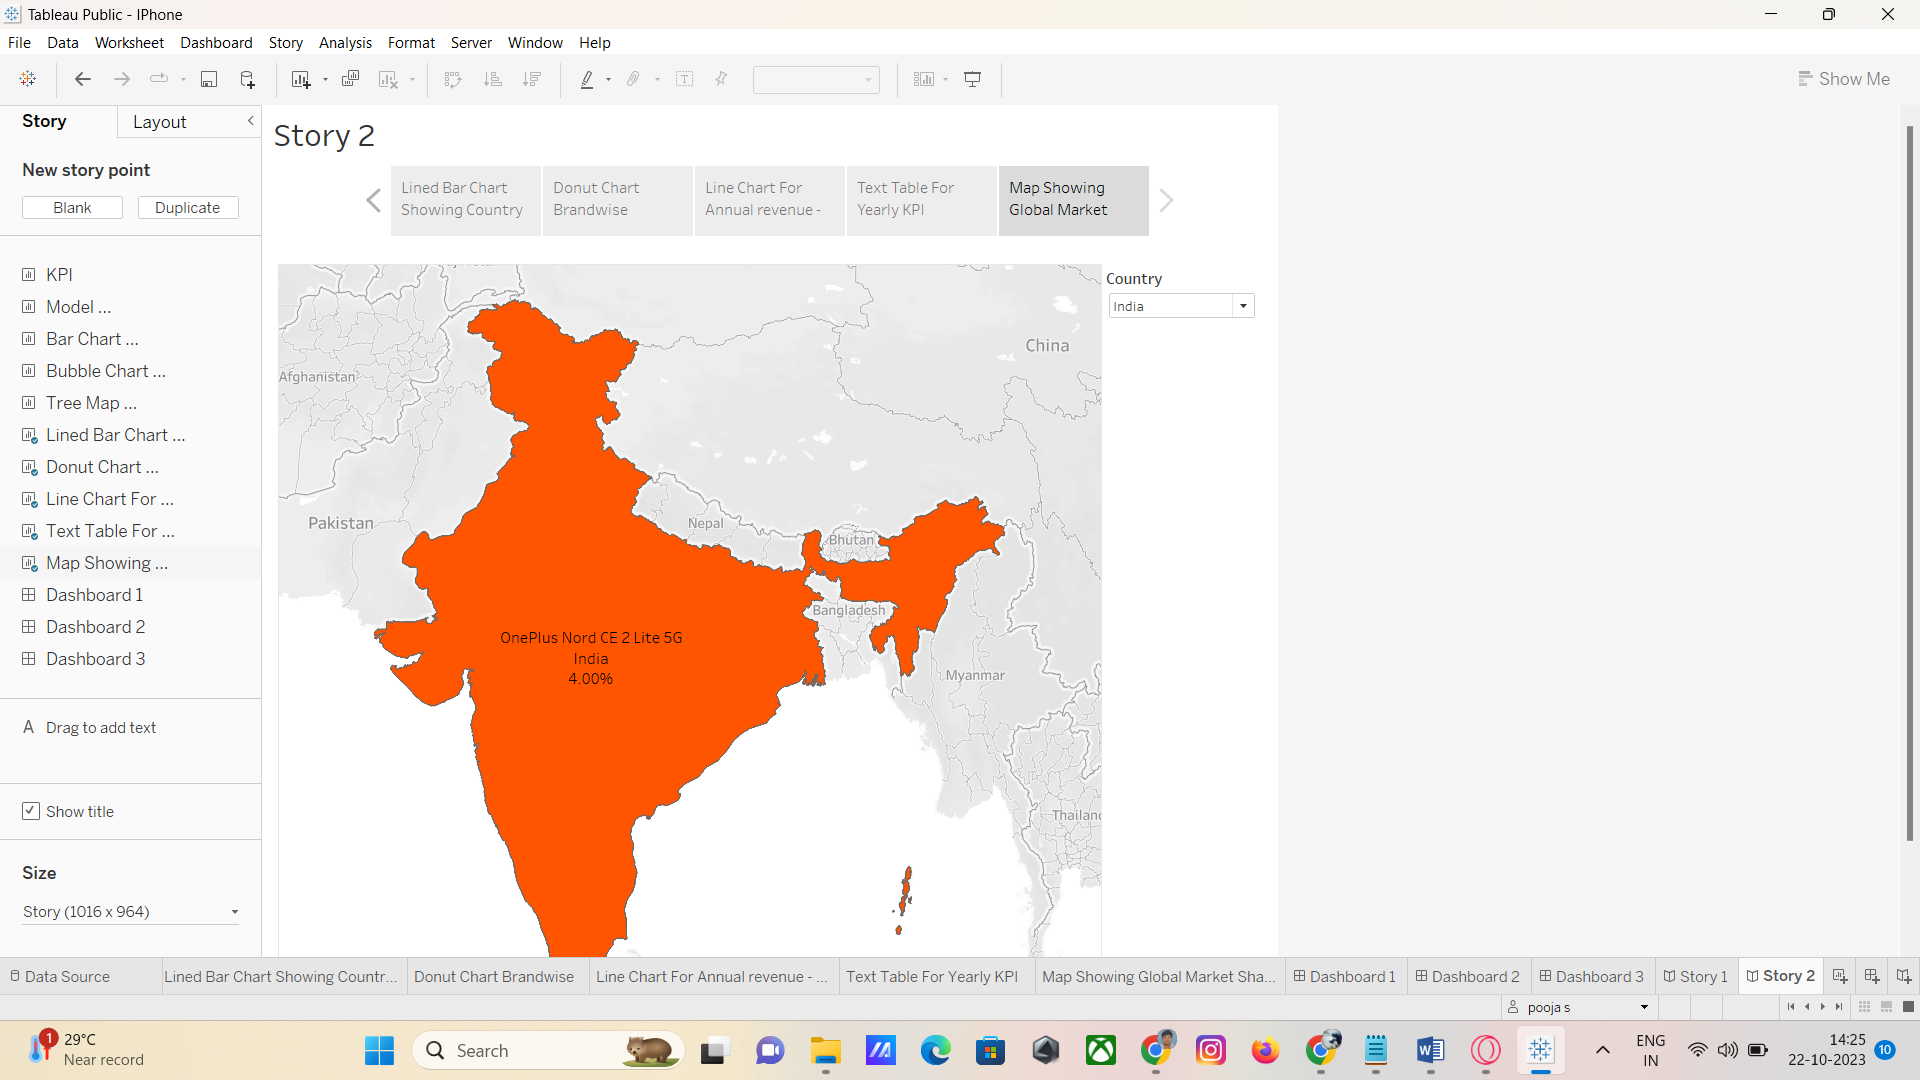 Tableau Public - IPhone
File Data Worksheet Dashboard Story Analysis Format Server Window Help
Show Me
Story
Layout
New story point
Blank
Duplicate
KPI
Model ...
Bar Chart ...
Bubble Chart ...
Tree Map ...
Lined Bar Chart ...
Donut Chart ...
Line Chart For ...
Text Table For ...
Map Showing ...
Dashboard 1
Dashboard 2
Dashboard 3
A Drag to add text
Show title
Size
Story (1016 x 964)
Story 2
Lined Bar Chart
Showing Country
Donut Chart
Brandwise
Line Chart For
Annual revenue -
Text Table For
Yearly KPI
Map Showing
Global Market
Country
India
China
Afghanistan
Pakistan
Nepal
Bhutan
Bangladesh
Myanmar
Thailand
OnePlus Nord CE 2 Lite 5G
India
4.00%
Data Source
Lined Bar Chart Showing Countr...
Donut Chart Brandwise
Line Chart For Annual revenue - ...
Text Table For Yearly KPI
Map Showing Global Market Sha...
Dashboard 1
Dashboard 2
Dashboard 3
Story 1
Story 2
pooja s
1
29°C
Near record
Search
ENG
IN
14:25
22-10-2023
10